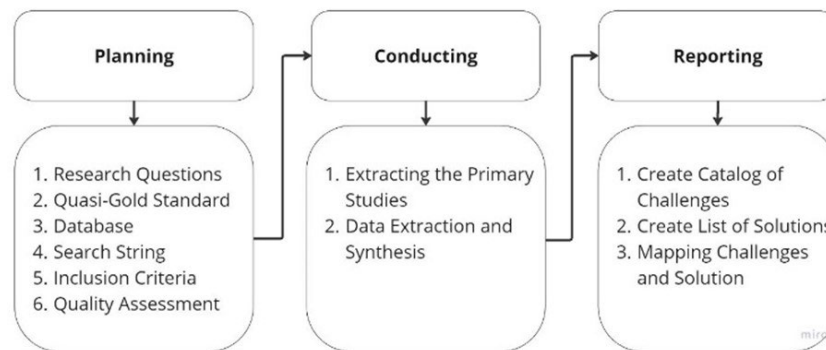 Planning
Conducting
Reporting
1. Research Questions
2. Quasi-Gold Standard
3. Database
4. Search String
5. Inclusion Criteria
6. Quality Assessment
1. Extracting the Primary
Studies
2. Data Extraction and
Synthesis
1. Create Catalog of
Challenges
2. Create List of Solutions
3. Mapping Challenges
and Solution
miro